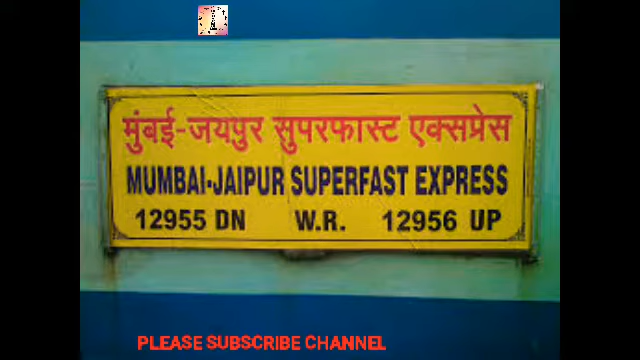 मुंबई-जयपुर सुपरफास्ट एक्सप्रेस
MUMBAI-JAIPUR SUPERFAST EXPRESS
12955 DN W.R. 12956 UP
PLEASE SUBSCRIBE CHANNEL